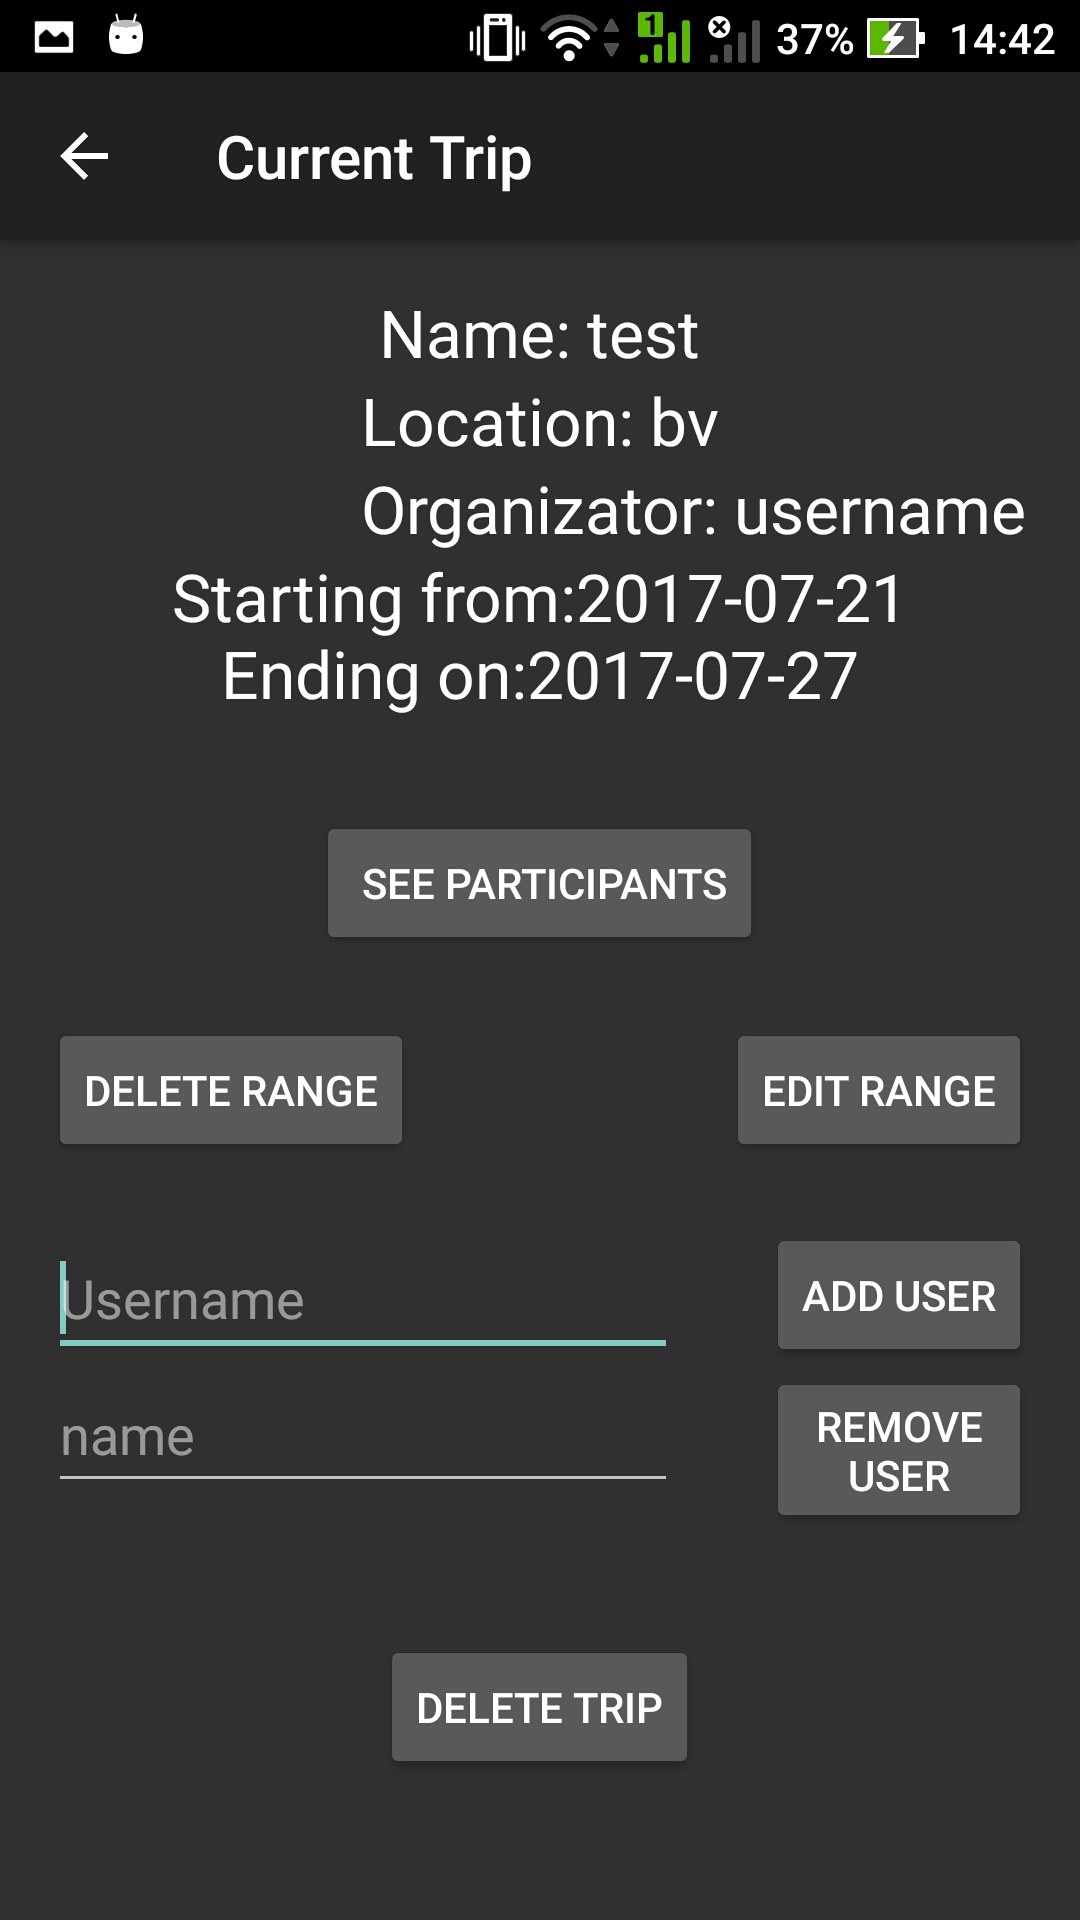 1 37% 14:42
Current Trip
Name: test
Location: bv
Organizator: username
Starting from:2017-07-21
Ending on:2017-07-27
SEE PARTICIPANTS
DELETE RANGE EDIT RANGE
Username ADD USER
name REMOVE
USER
DELETE TRIP